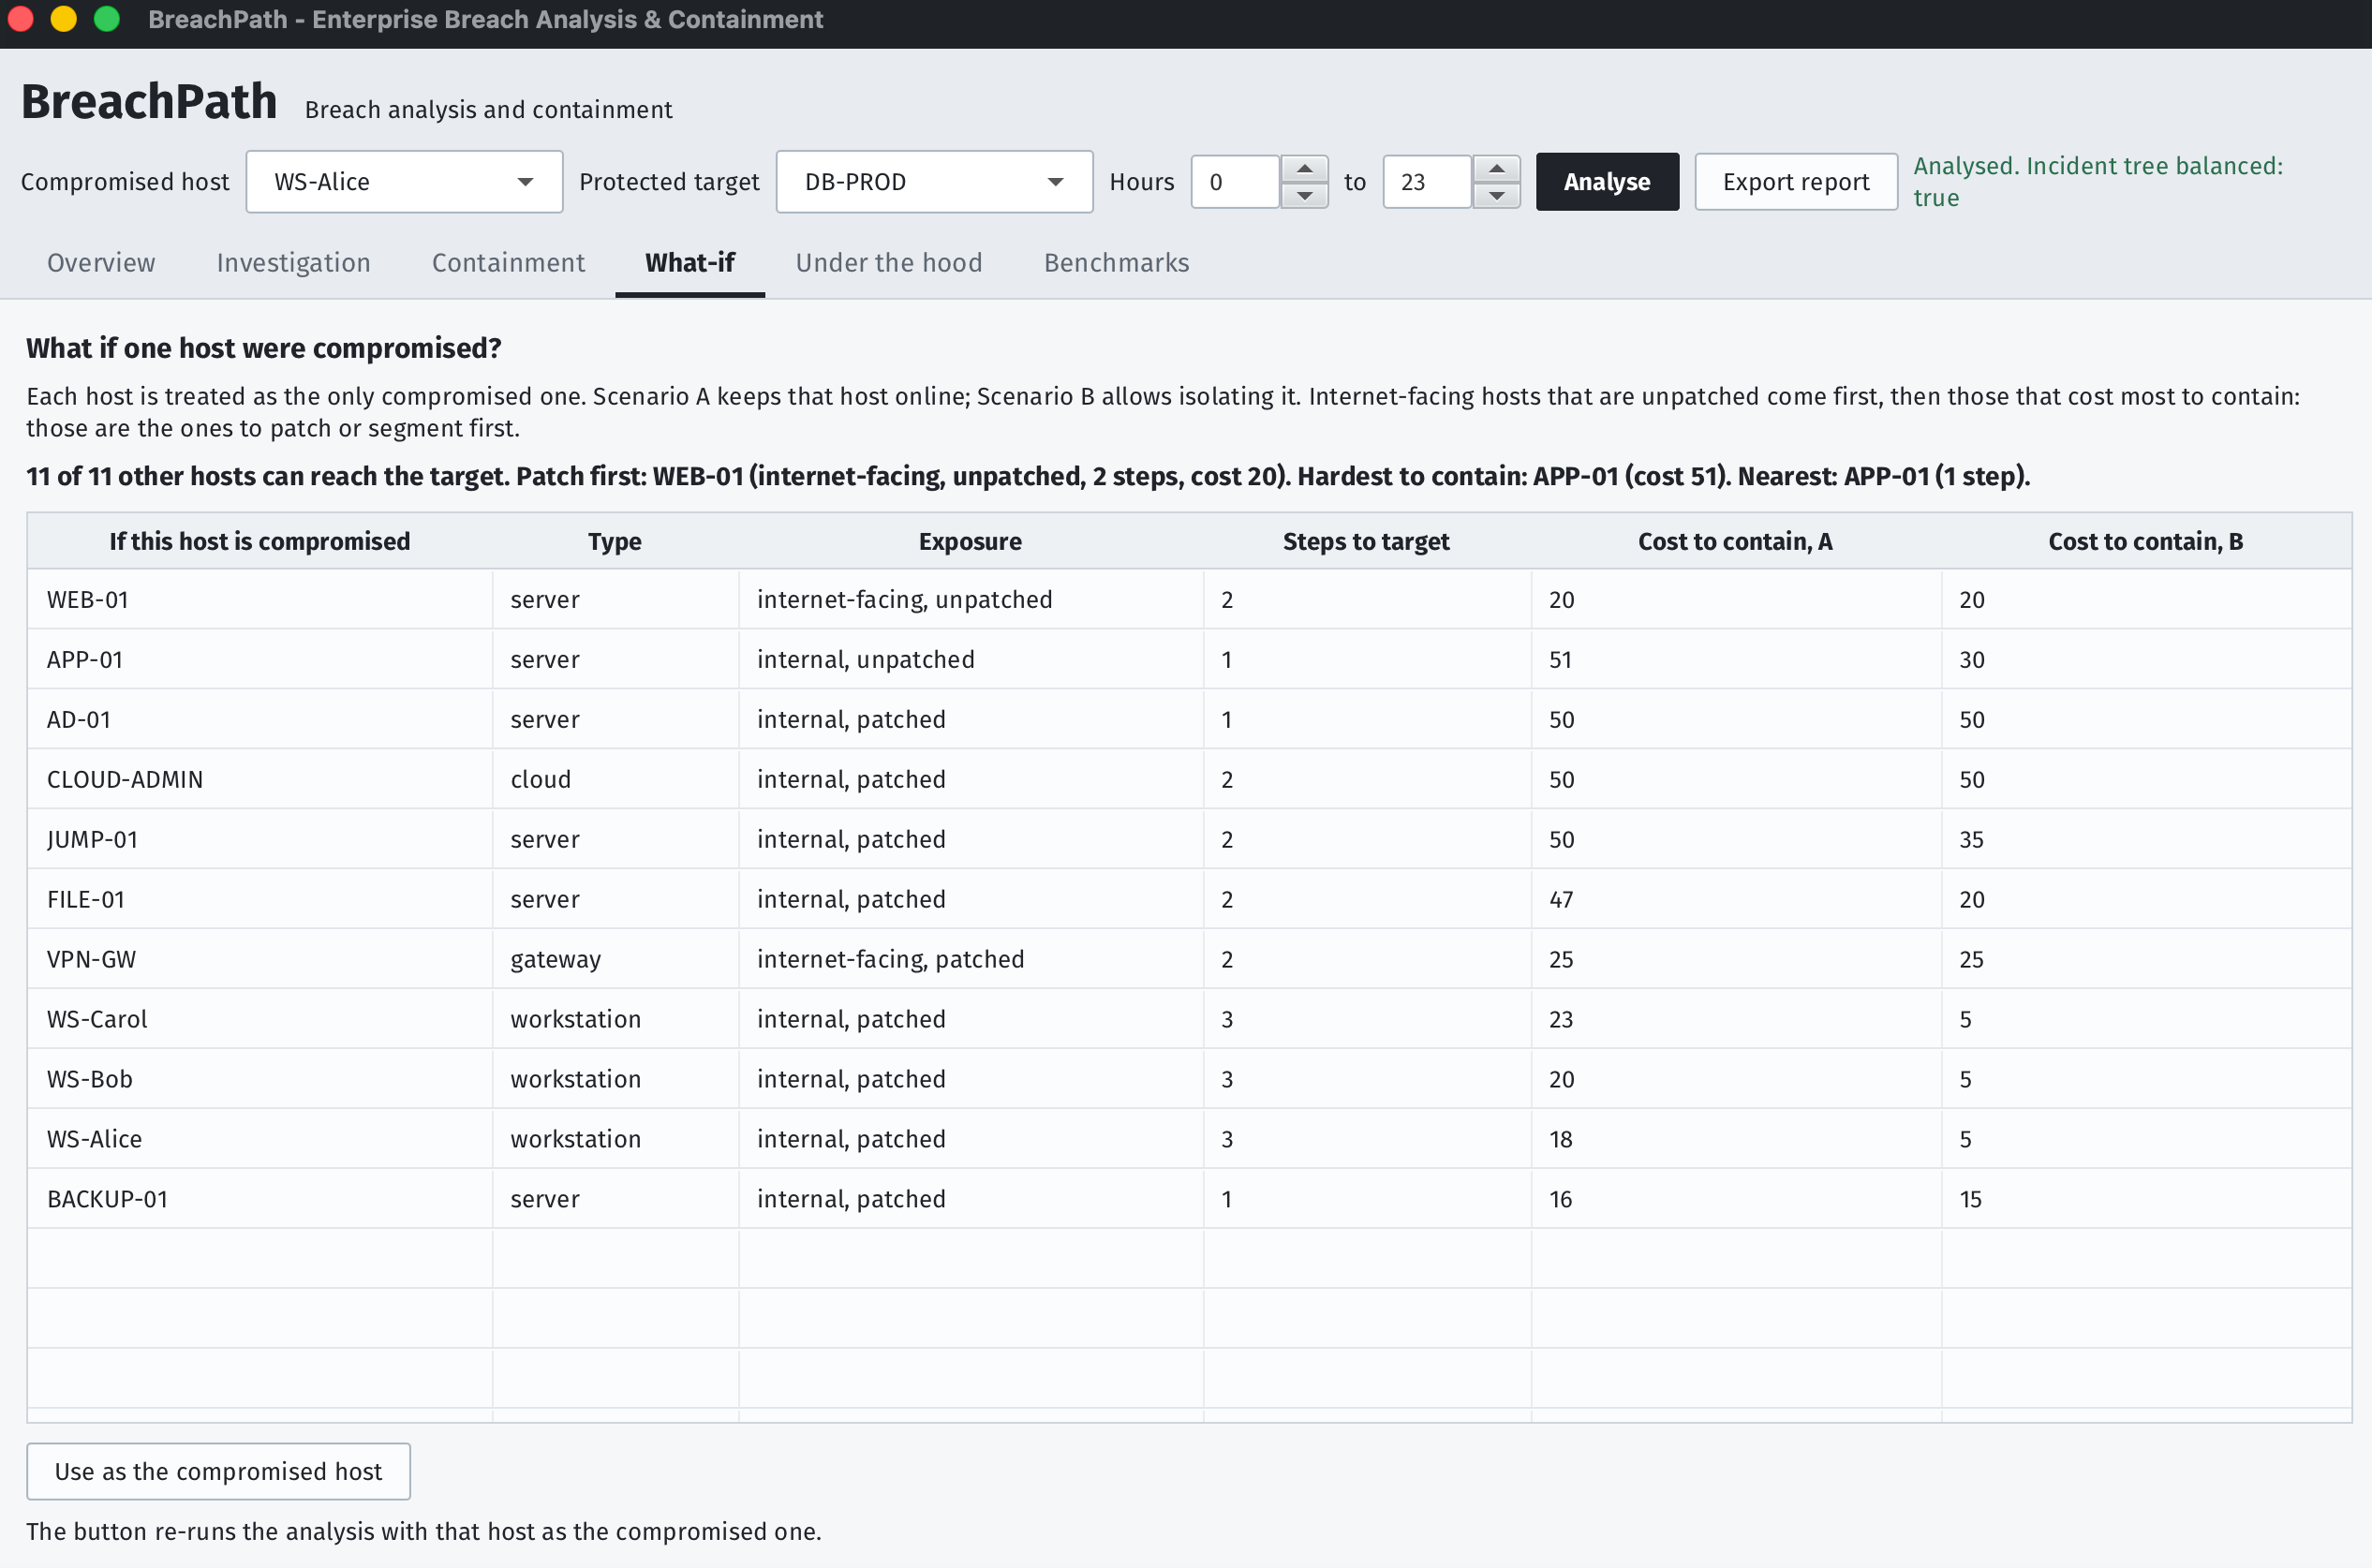 BreachPath - Enterprise Breach Analysis & Containment
BreachPath Breach analysis and containment
Compromised host WS-Alice Protected target DB-PROD Hours 0 to 23 Analyse Export report Analysed. Incident tree balanced:
true
Overview Investigation Containment What-if Under the hood Benchmarks
What if one host were compromised?
Each host is treated as the only compromised one. Scenario A keeps that host online; Scenario B allows isolating it. Internet-facing hosts that are unpatched come first, then those that cost most to contain:
those are the ones to patch or segment first.
11 of 11 other hosts can reach the target. Patch first: WEB-01 (internet-facing, unpatched, 2 steps, cost 20). Hardest to contain: APP-01 (cost 51). Nearest: APP-01 (1 step).
If this host is compromised Type Exposure Steps to target Cost to contain, A Cost to contain, B
WEB-01 server internet-facing, unpatched 2 20 20
APP-01 server internal, unpatched 1 51 30
AD-01 server internal, patched 1 50 50
CLOUD-ADMIN cloud internal, patched 2 50 50
JUMP-01 server internal, patched 2 50 35
FILE-01 server internal, patched 2 47 20
VPN-GW gateway internet-facing, patched 2 25 25
WS-Carol workstation internal, patched 3 23 5
WS-Bob workstation internal, patched 3 20 5
WS-Alice workstation internal, patched 3 18 5
BACKUP-01 server internal, patched 1 16 15
Use as the compromised host
The button re-runs the analysis with that host as the compromised one.